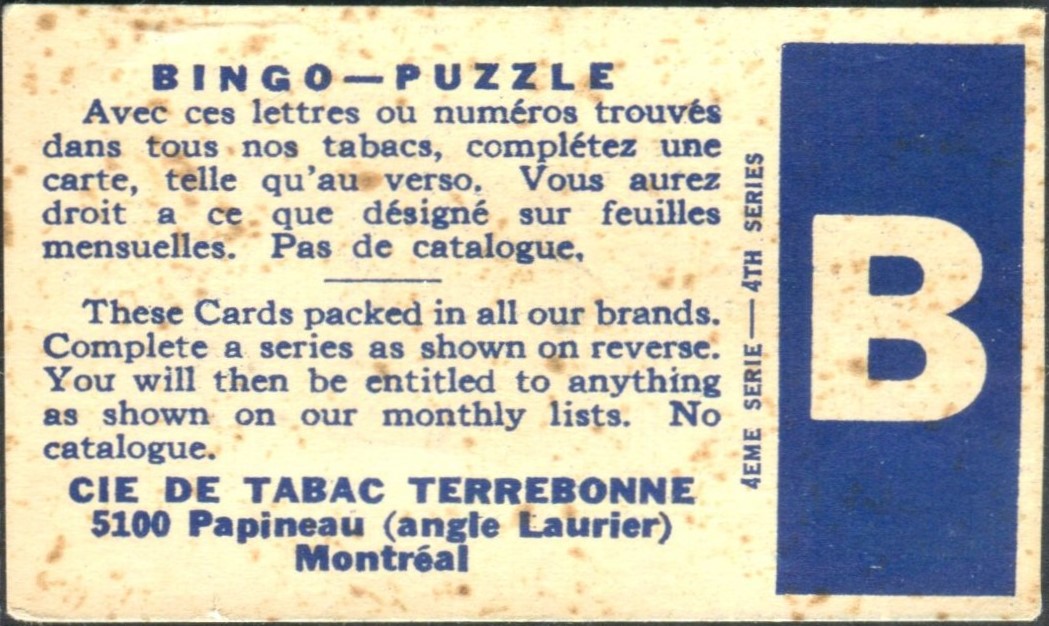 BINGO—PUZZLE
Avec ces lettres ou numéros trouvés
dans tous nos tabacs, complétez une
carte, telle qu'au verso. Vous aurez
droit a ce que désigné sur feuilles
mensuelles. Pas de catalogue.
These Cards packed in all our brands.
Complete a series as shown on reverse.
You will then be entitled to anything
as shown on our monthly lists. No
catalogue.
CIE DE TABAC TERREBONNE
5100 Papineau (angle Laurier)
Montréal
4EME SERIE—4TH SERIES
B